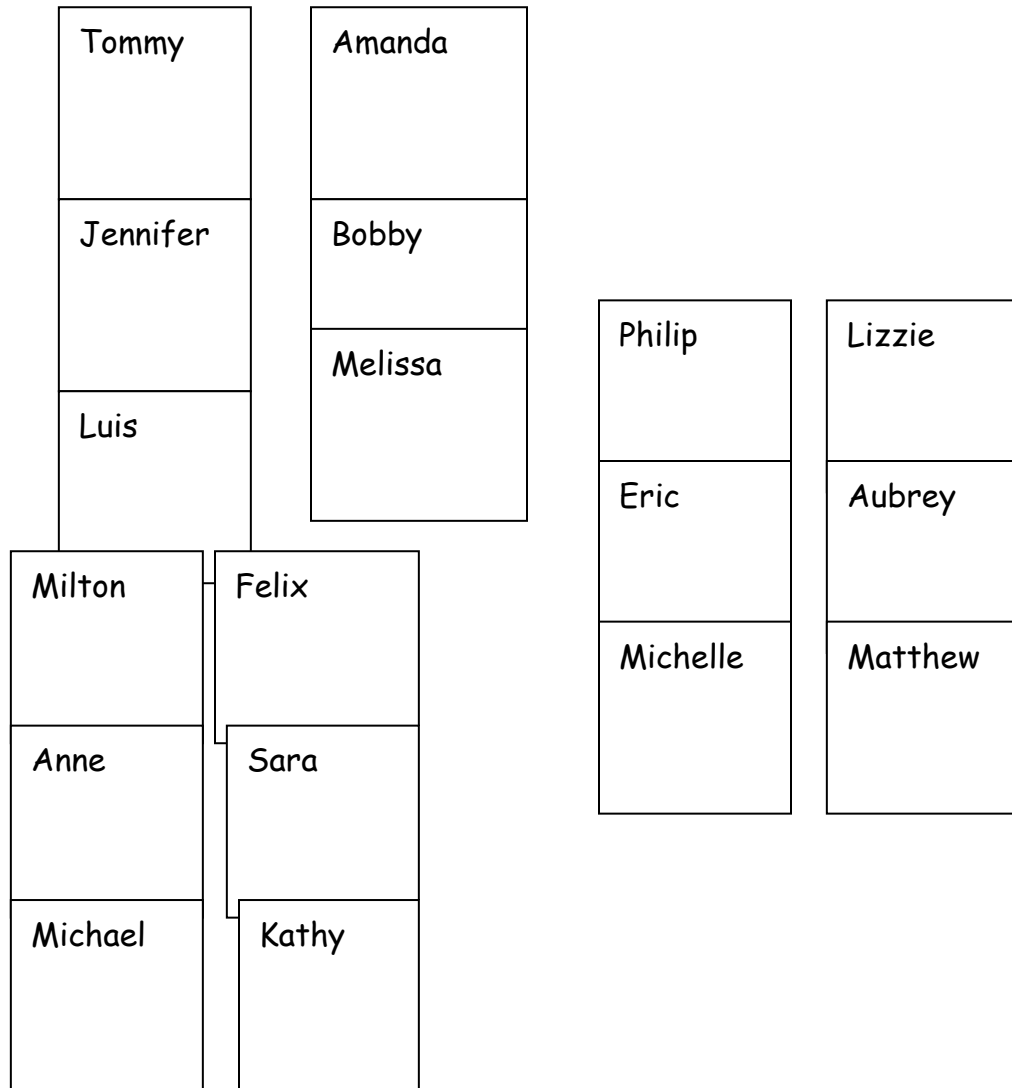 Tommy
Jennifer
Luis
Amanda
Bobby
Melissa
Philip
Eric
Michelle
Lizzie
Aubrey
Matthew
Milton
Anne
Michael
Felix
Sara
Kathy